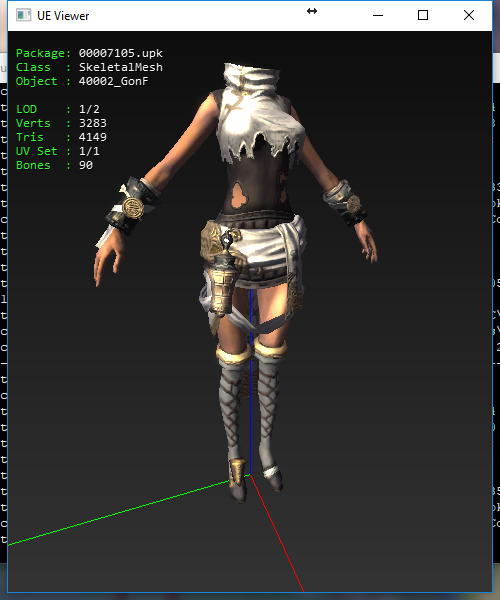 UE Viewer
Package: 00007105.upk
Class  : SkeletalMesh
Object : 40002_GonF
LOD    : 1/2
Verts  : 3283
Tris   : 4149
UV Set : 1/1
Bones  : 90